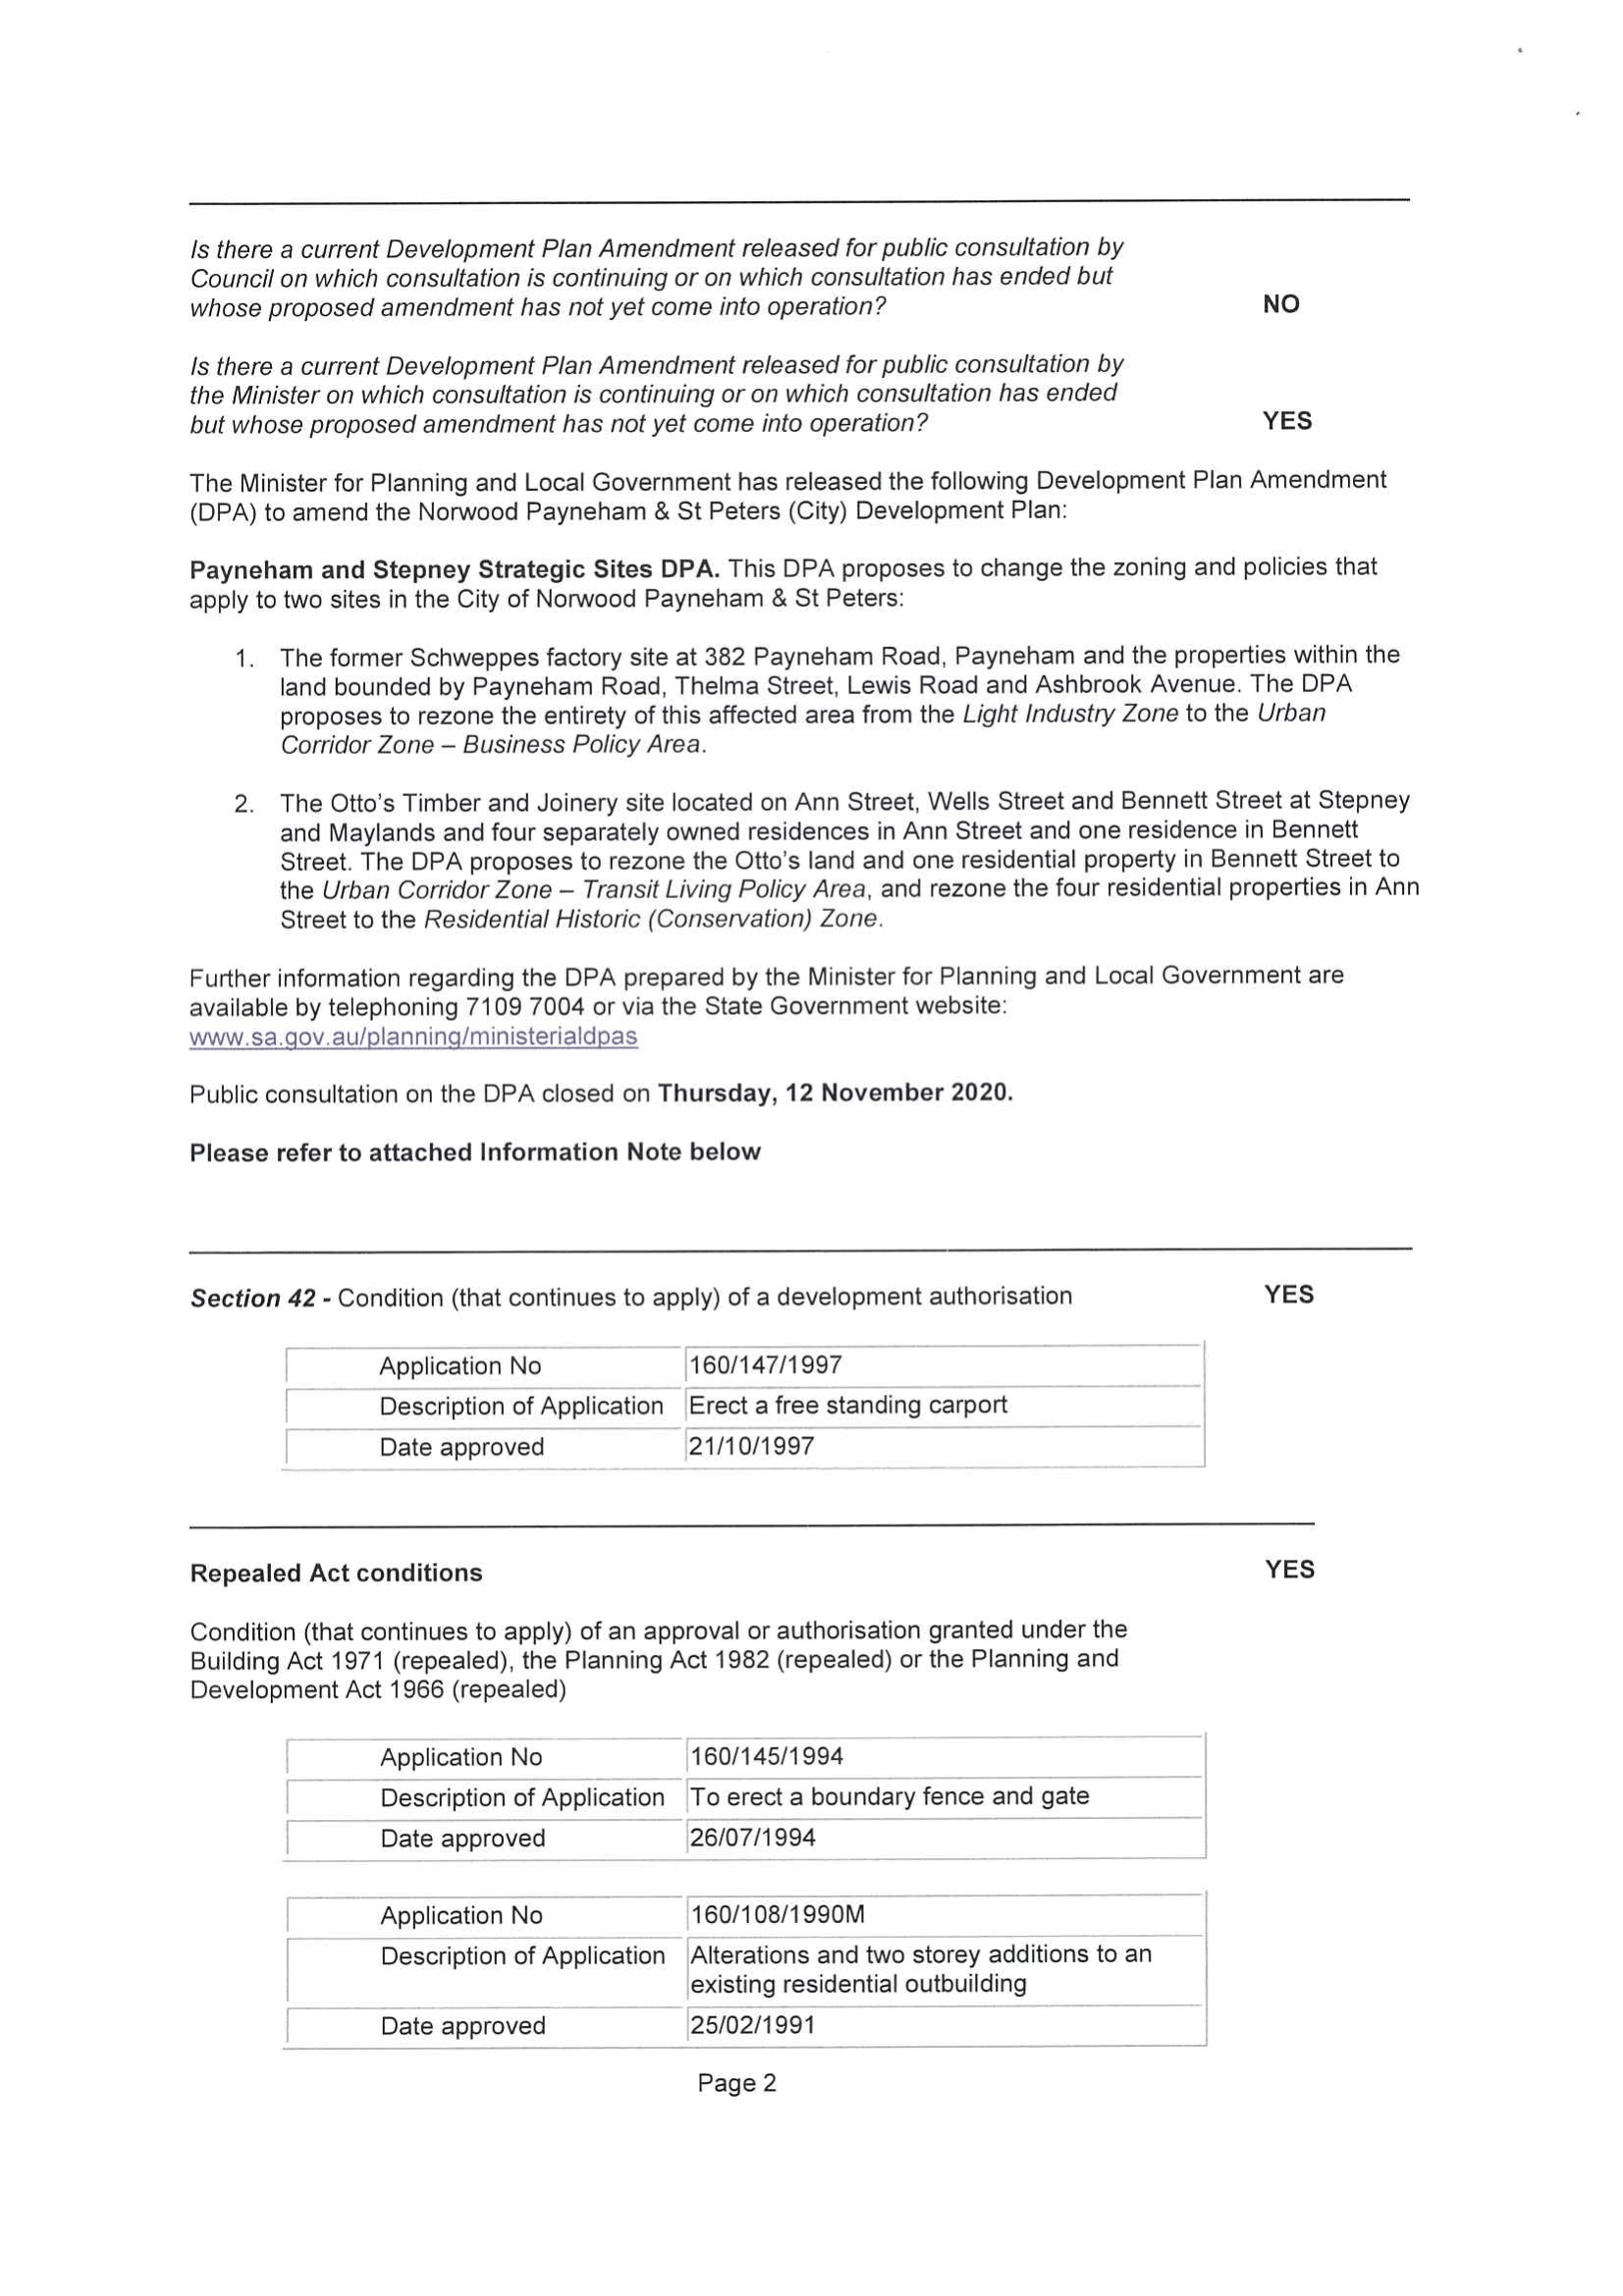 Is there a current Development Plan Amendment released for public consultation by
Council on which consultation is continuing or on which consultation has ended but
whose proposed amendment has not yet come into operation? NO
Is there a current Development Plan Amendment released for public consultation by
the Minister on which consultation is continuing or on which consultation has ended
but whose proposed amendment has not yet come into operation? YES
The Minister for Planning and Local Government has released the following Development Plan Amendment
(DPA) to amend the Norwood Payneham & St Peters (City) Development Plan:
Payneham and Stepney Strategic Sites DPA. This DPA proposes to change the zoning and policies that
apply to two sites in the City of Norwood Payneham & St Peters:
1. The former Schweppes factory site at 382 Payneham Road, Payneham and the properties within the
land bounded by Payneham Road, Thelma Street, Lewis Road and Ashbrook Avenue. The DPA
proposes to rezone the entirety of this affected area from the Light Industry Zone to the Urban
Corridor Zone – Business Policy Area.
2. The Otto's Timber and Joinery site located on Ann Street, Wells Street and Bennett Street at Stepney
and Maylands and four separately owned residences in Ann Street and one residence in Bennett
Street. The DPA proposes to rezone the Otto's land and one residential property in Bennett Street to
the Urban Corridor Zone – Transit Living Policy Area, and rezone the four residential properties in Ann
Street to the Residential Historic (Conservation) Zone.
Further information regarding the DPA prepared by the Minister for Planning and Local Government are
available by telephoning 7109 7004 or via the State Government website:
www.sa.gov.au/planning/ministerialdpas
Public consultation on the DPA closed on Thursday, 12 November 2020.
Please refer to attached Information Note below
Section 42 - Condition (that continues to apply) of a development authorisation YES
Application No 160/147/1997
Description of Application Erect a free standing carport
Date approved 21/10/1997
Repealed Act conditions YES
Condition (that continues to apply) of an approval or authorisation granted under the
Building Act 1971 (repealed), the Planning Act 1982 (repealed) or the Planning and
Development Act 1966 (repealed)
Application No 160/145/1994
Description of Application To erect a boundary fence and gate
Date approved 26/07/1994
Application No 160/108/1990M
Description of Application Alterations and two storey additions to an
existing residential outbuilding
Date approved 25/02/1991
Page 2